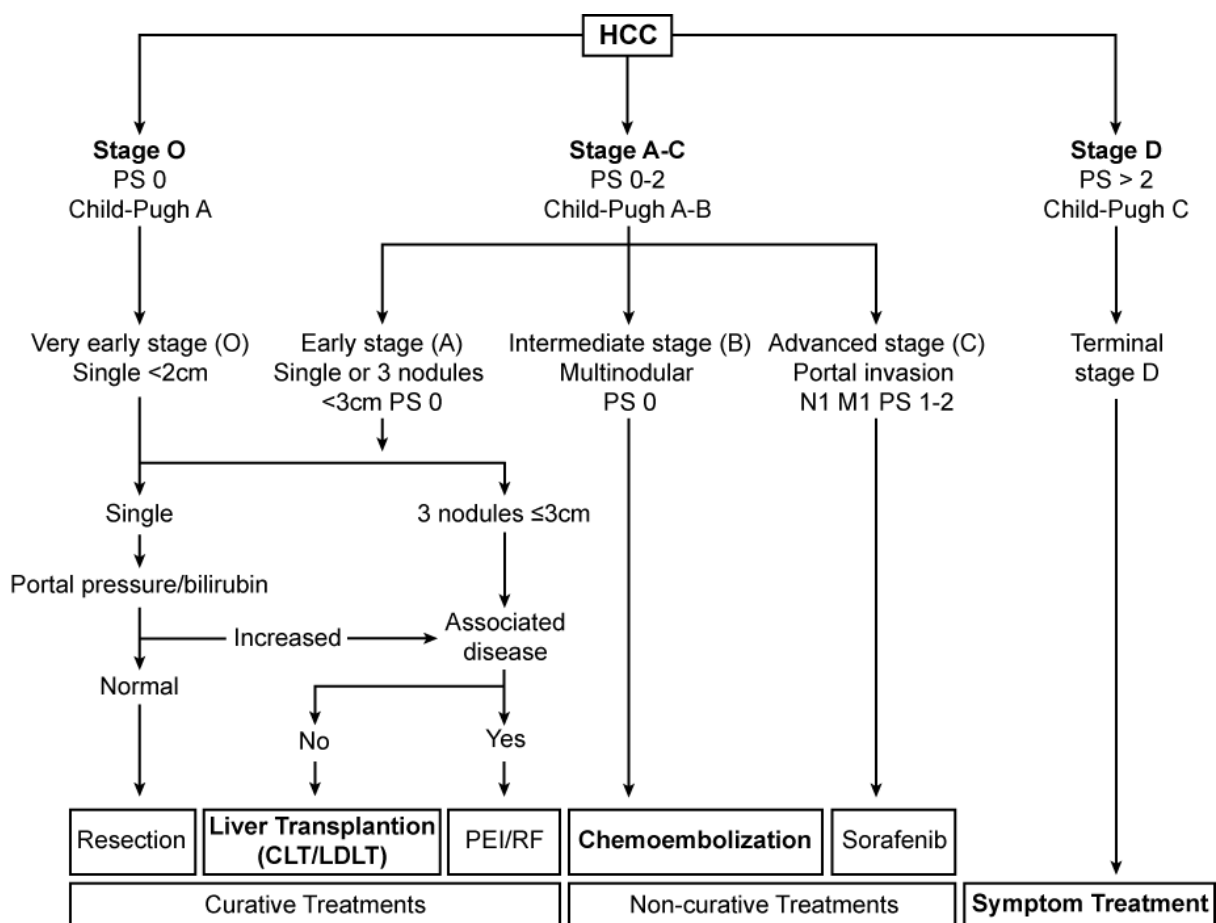 HCC
Stage O
PS 0
Child-Pugh A
Stage A-C
PS 0-2
Child-Pugh A-B
Stage D
PS > 2
Child-Pugh C
Very early stage (O)
Single <2cm
Early stage (A)
Single or 3 nodules
<3cm PS 0
Intermediate stage (B)
Multinodular
PS 0
Advanced stage (C)
Portal invasion
N1 M1 PS 1-2
Terminal
stage D
Single
3 nodules ≤3cm
Portal pressure/bilirubin
Increased
Associated
disease
Normal
No
Yes
Resection
Liver Transplantion
(CLT/LDLT)
PEI/RF
Chemoembolization
Sorafenib
Curative Treatments
Non-curative Treatments
Symptom Treatment